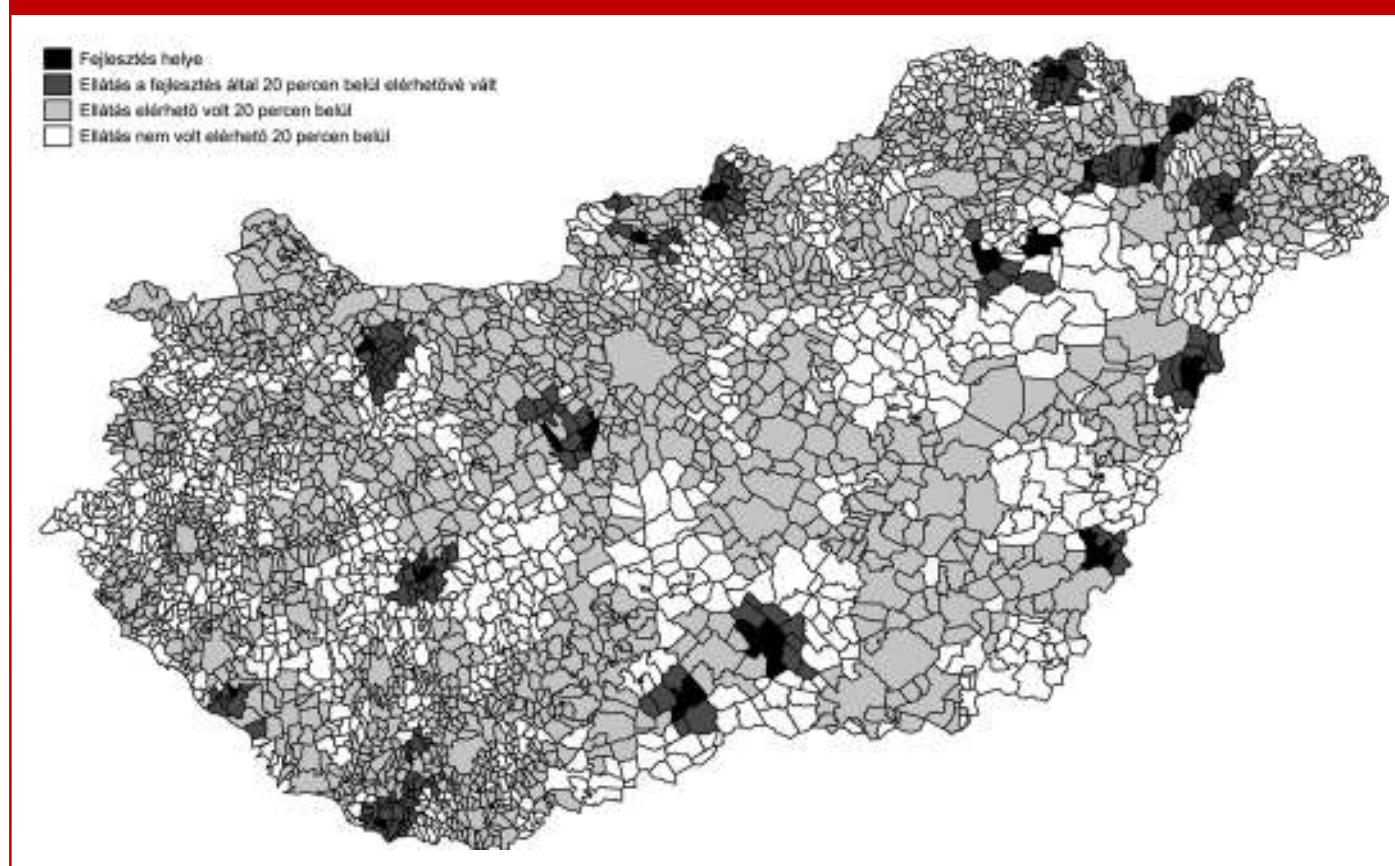 Fejlesztés helye
Ellátás a fejlesztés által 20 percen belül elérhetővé vált
Ellátás elérhető volt 20 percen belül
Ellátás nem volt elérhető 20 percen belül